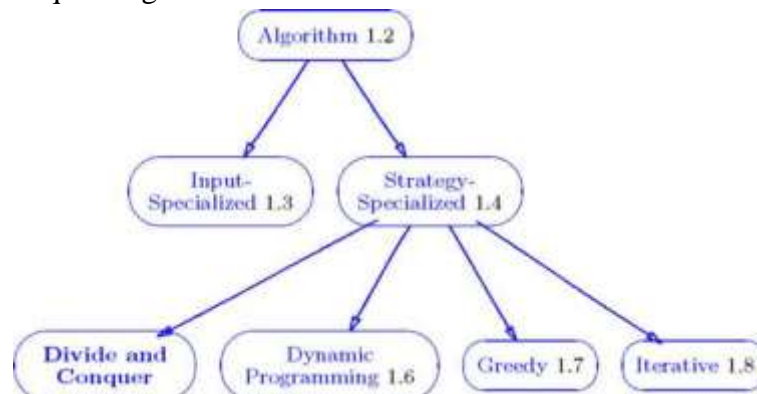 Algorithm 1.2
Input-
Specialized 1.3
Strategy-
Specialized 1.4
Divide and
Conquer
Dynamic
Programming 1.6
Greedy 1.7
Iterative 1.8